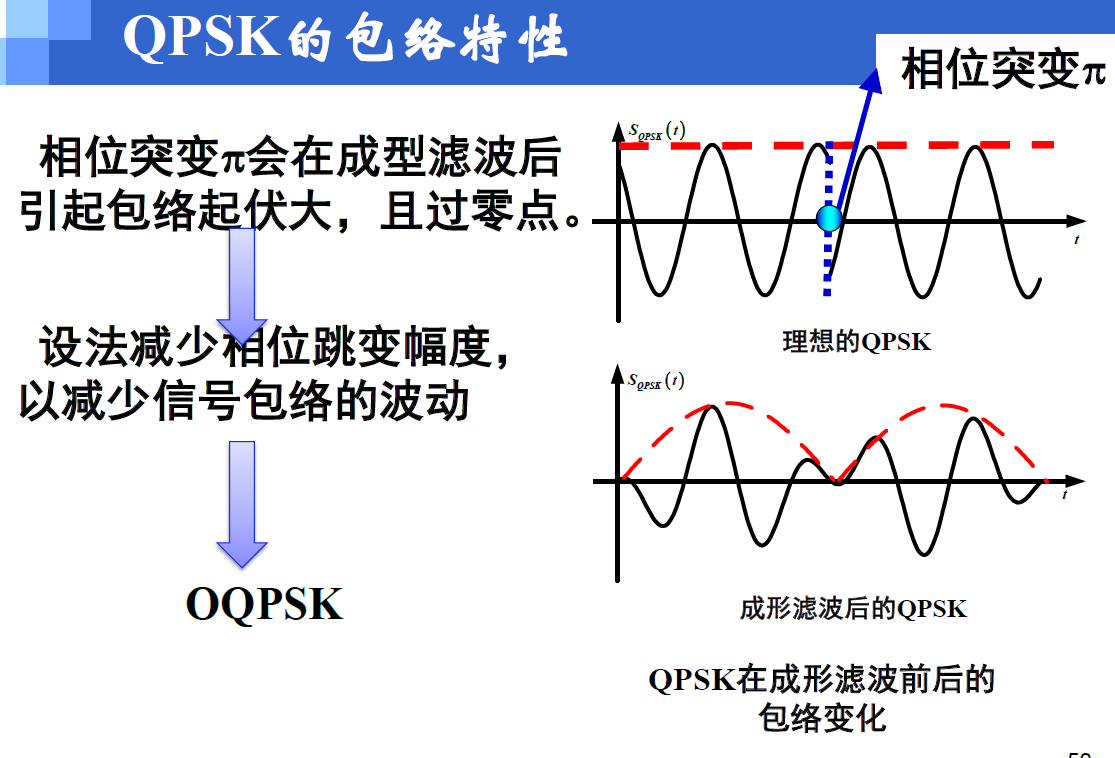 QPSK的包络特性
相位突变π
相位突变π会在成型滤波后
引起包络起伏大，且过零点。
S_QPSK(t)
t
理想的QPSK
设法减少相位跳变幅度，
以减少信号包络的波动
S_QPSK(t)
t
OQPSK
成形滤波后的QPSK
QPSK在成形滤波前后的
包络变化